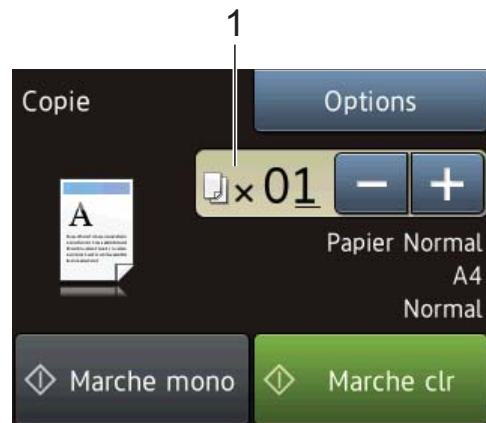 1
Copie
Options
× 01
− +
A
Papier Normal
A4
Normal
Marche mono
Marche clr